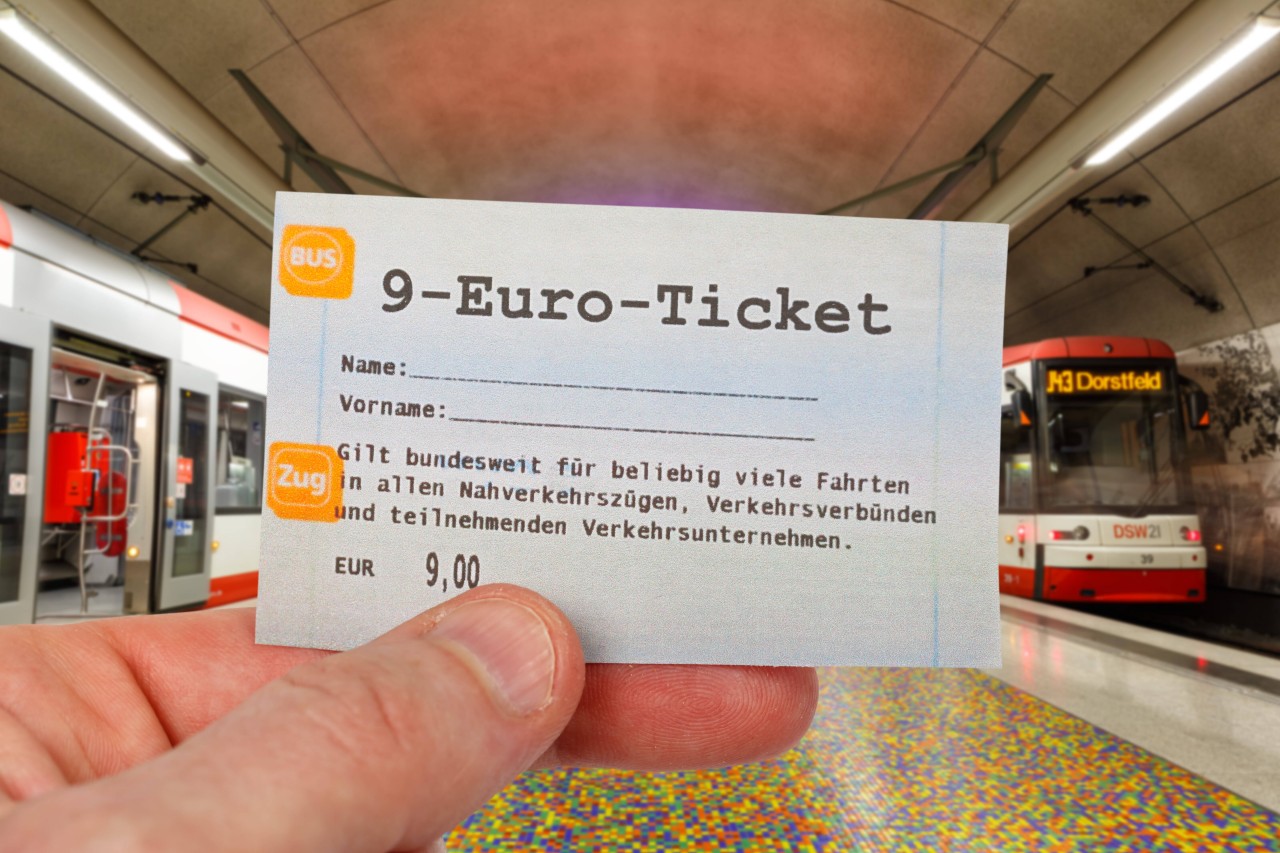 BUS
9-Euro-Ticket
Name:
Vorname:
Zug
Gilt bundesweit für beliebig viele Fahrten
in allen Nahverkehrszügen, Verkehrsverbünden
und teilnehmenden Verkehrsunternehmen.
EUR 9,00
U43 Dorstfeld
DSW21
39